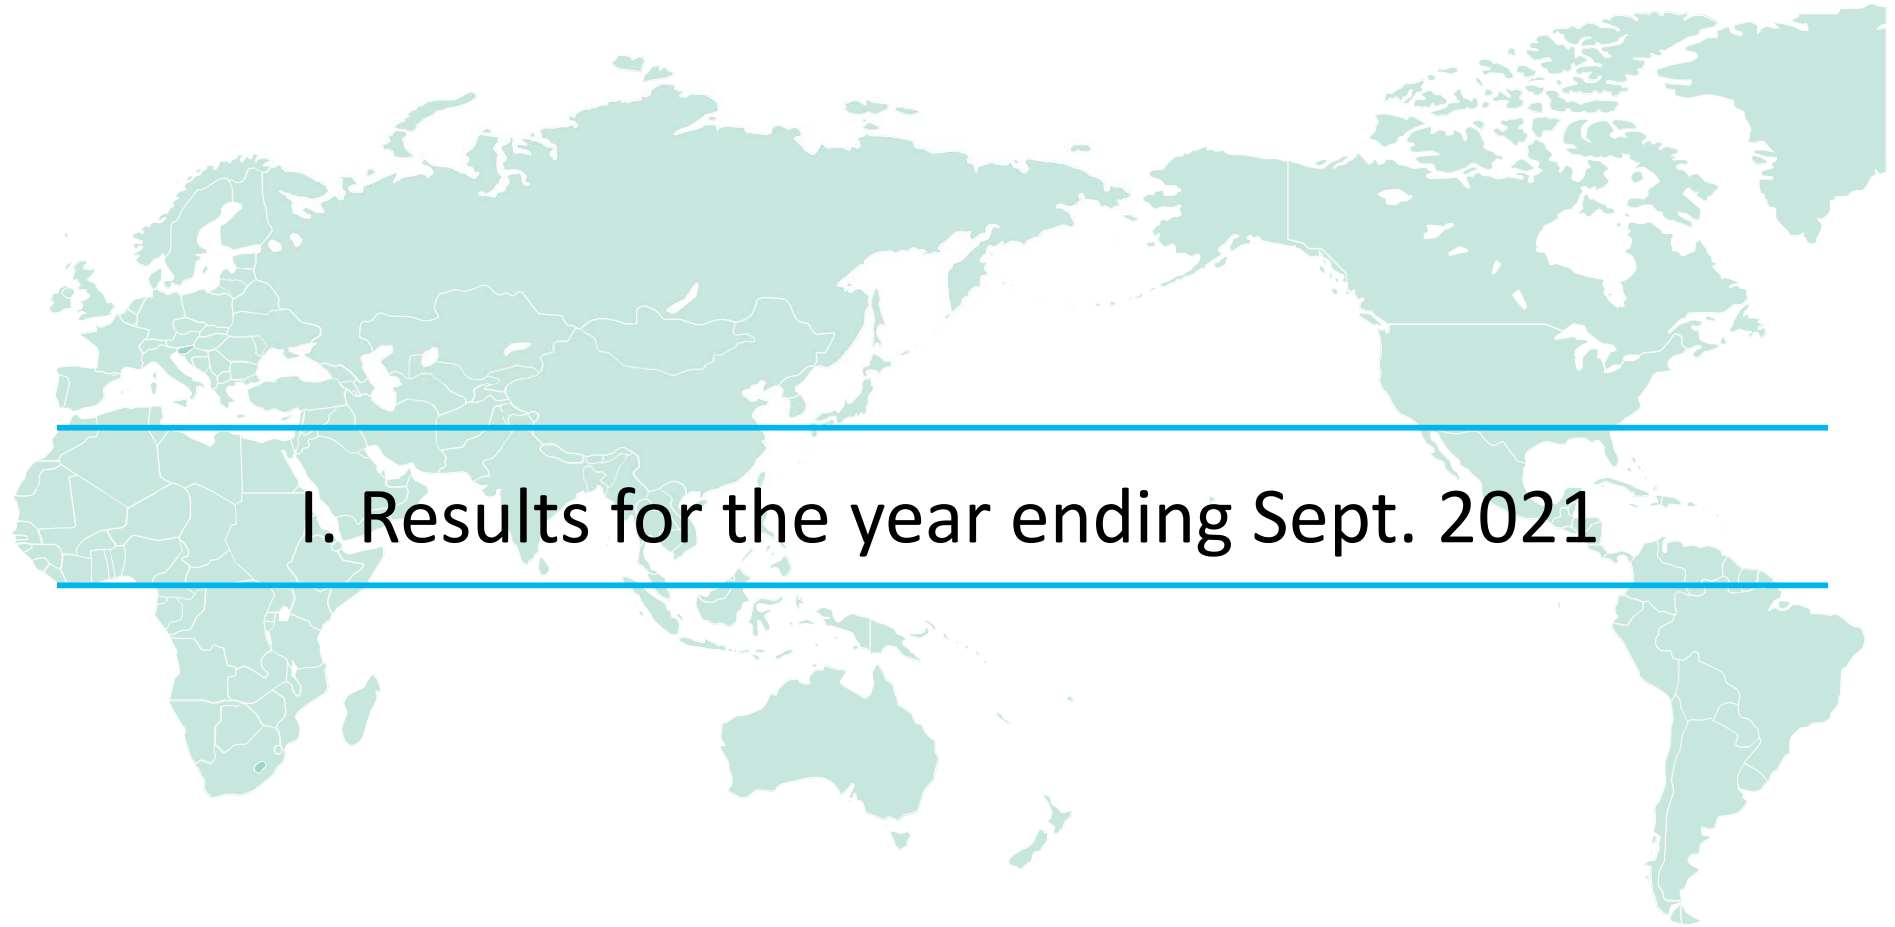 I. Results for the year ending Sept. 2021